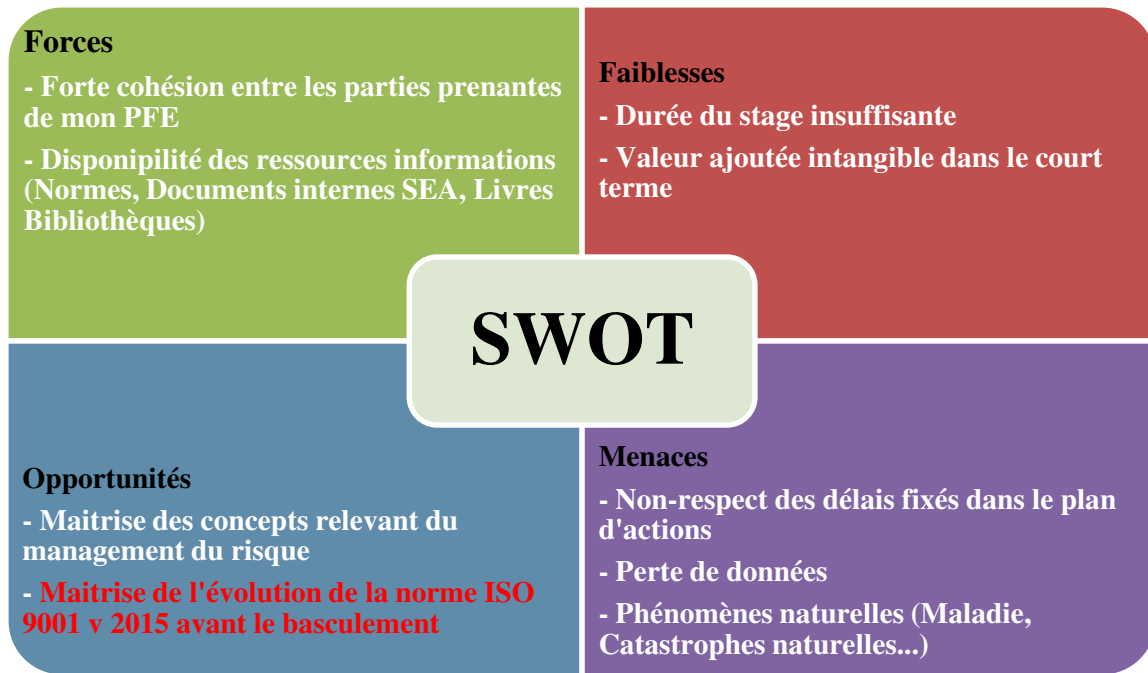 Forces
- Forte cohésion entre les parties prenantes
de mon PFE
- Disponipilité des ressources informations
(Normes, Documents internes SEA, Livres
Bibliothèques)
Faiblesses
- Durée du stage insuffisante
- Valeur ajoutée intangible dans le court
terme
SWOT
Opportunités
- Maitrise des concepts relevant du
management du risque
- Maitrise de l'évolution de la norme ISO
9001 v 2015 avant le basculement
Menaces
- Non-respect des délais fixés dans le plan
d'actions
- Perte de données
- Phénomènes naturelles (Maladie,
Catastrophes naturelles...)